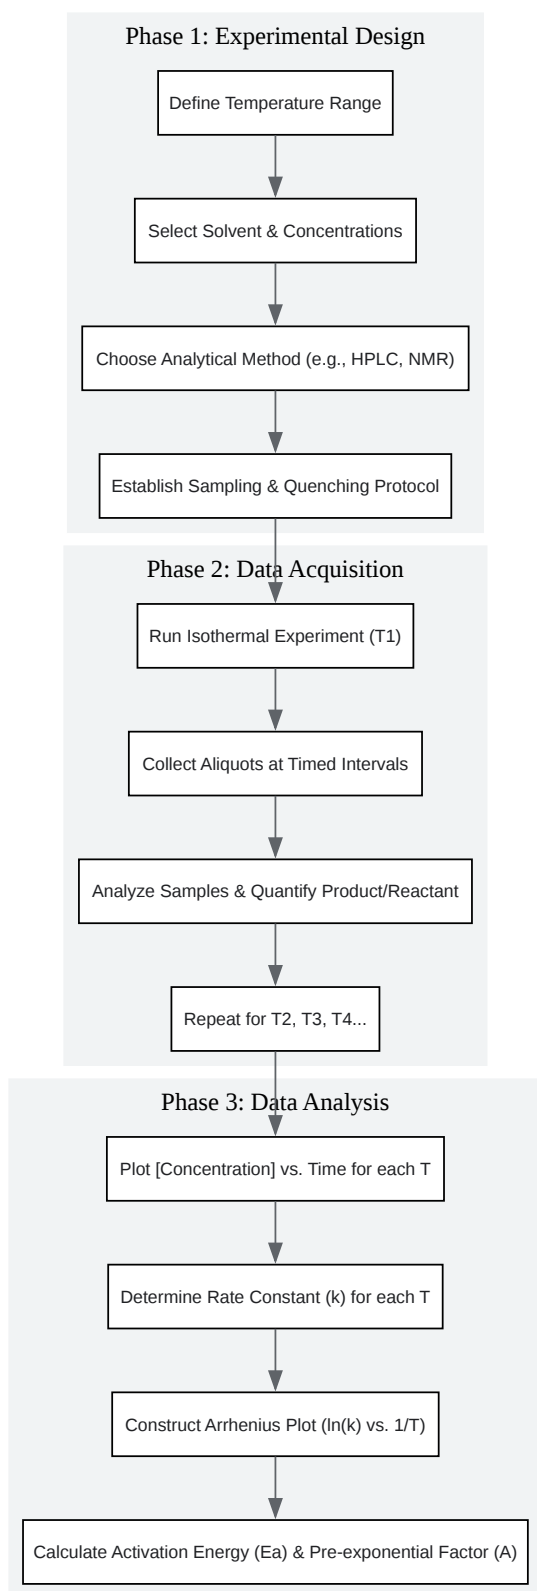 Phase 1: Experimental Design
Define Temperature Range
Select Solvent & Concentrations
Choose Analytical Method (e.g., HPLC, NMR)
Establish Sampling & Quenching Protocol
Phase 2: Data Acquisition
Run Isothermal Experiment (T1)
Collect Aliquots at Timed Intervals
Analyze Samples & Quantify Product/Reactant
Repeat for T2, T3, T4...
Phase 3: Data Analysis
Plot [Concentration] vs. Time for each T
Determine Rate Constant (k) for each T
Construct Arrhenius Plot (ln(k) vs. 1/T)
Calculate Activation Energy (Ea) & Pre-exponential Factor (A)